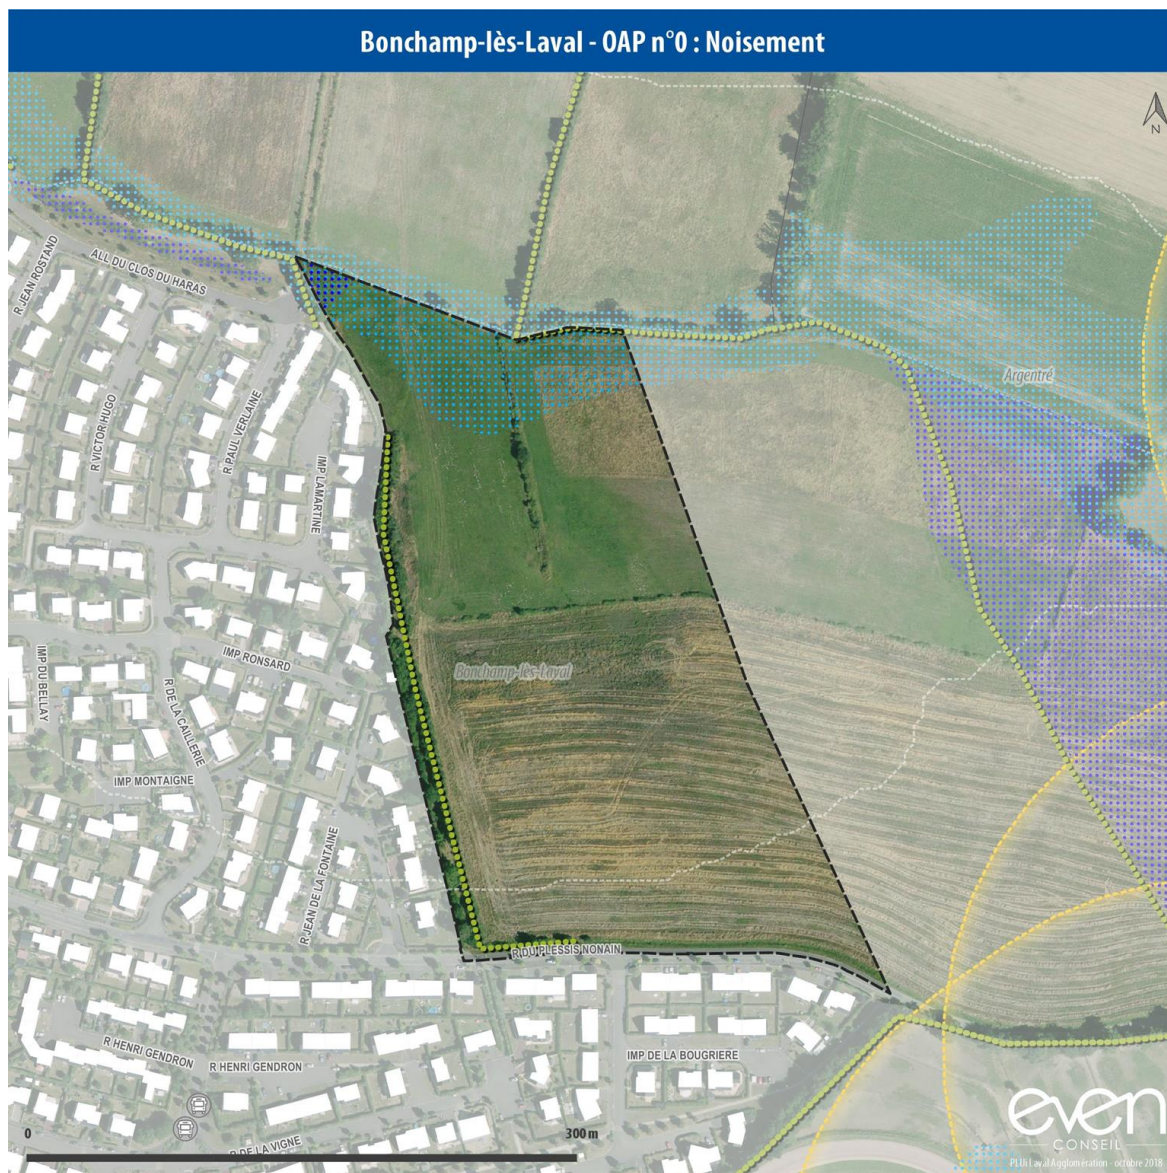 Bonchamp-lès-Laval - OAP n°0 : Noisement
N
R JEAN ROSTAND
ALL DU CLOS DU HARAS
R VICTOR HUGO
R PAUL VERLAINE
IMP LAMARTINE
Argentré
IMP DU BELLAY
IMP RONSARD
R DE LA CAILLERIE
Bonchamp-lès-Laval
IMP MONTAIGNE
R JEAN DE LA FONTAINE
R DU PLESSIS NONAIN
R HENRI GENDRON
R HENRI GENDRON
IMP DE LA BOUGRIERE
R DE LA VIGNE
0
300 m
even
CONSEIL
PLUi Laval Agglomération - octobre 2018